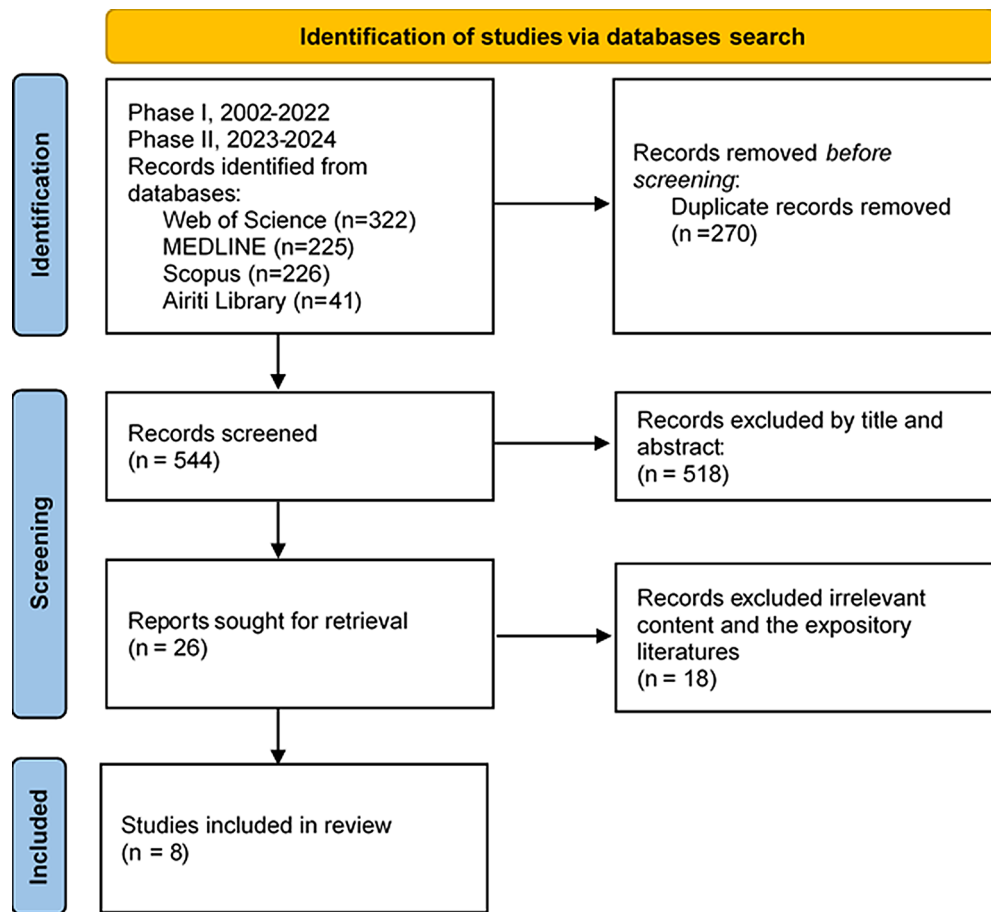 Identification of studies via databases search
Identification
Phase I, 2002-2022
Phase II, 2023-2024
Records identified from
databases:
Web of Science (n=322)
MEDLINE (n=225)
Scopus (n=226)
Airiti Library (n=41)
Records removed before
screening:
Duplicate records removed
(n =270)
Screening
Records screened
(n = 544)
Records excluded by title and
abstract:
(n = 518)
Reports sought for retrieval
(n = 26)
Records excluded irrelevant
content and the expository
literatures
(n = 18)
Included
Studies included in review
(n = 8)